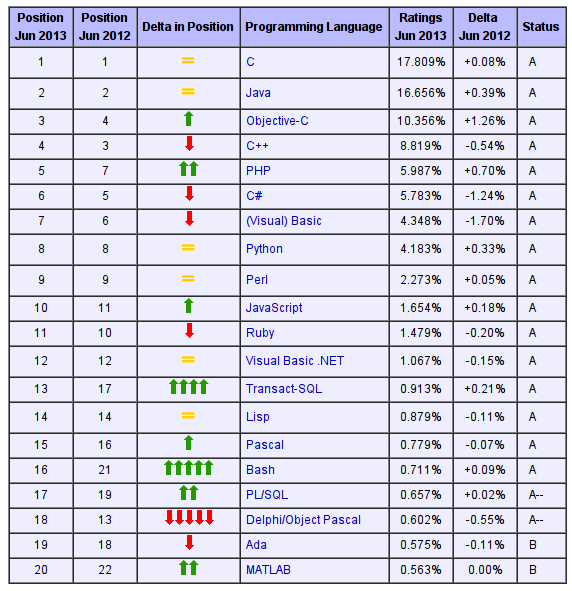 Position Jun 2013 Position Jun 2012 Delta in Position Programming Language Ratings Jun 2013 Delta Jun 2012 Status
1 1 C 17.809% +0.08% A
2 2 Java 16.656% +0.39% A
3 4 Objective-C 10.356% +1.26% A
4 3 C++ 8.819% -0.54% A
5 7 PHP 5.987% +0.70% A
6 5 C# 5.783% -1.24% A
7 6 (Visual) Basic 4.348% -1.70% A
8 8 Python 4.183% +0.33% A
9 9 Perl 2.273% +0.05% A
10 11 JavaScript 1.654% +0.18% A
11 10 Ruby 1.479% -0.20% A
12 12 Visual Basic .NET 1.067% -0.15% A
13 17 Transact-SQL 0.913% +0.21% A
14 14 Lisp 0.879% -0.11% A
15 16 Pascal 0.779% -0.07% A
16 21 Bash 0.711% +0.09% A
17 19 PL/SQL 0.657% +0.02% A--
18 13 Delphi/Object Pascal 0.602% -0.55% A--
19 18 Ada 0.575% -0.11% B
20 22 MATLAB 0.563% 0.00% B